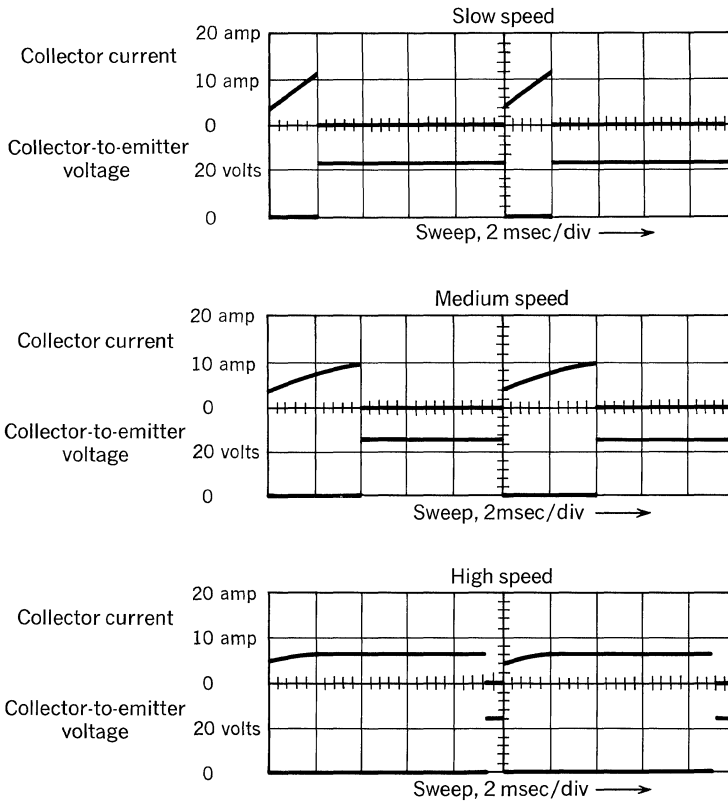 Slow speed
20 amp
Collector current
10 amp
0
Collector-to-emitter
voltage
20 volts
0
Sweep, 2 msec/div
Medium speed
20 amp
Collector current
10 amp
0
Collector-to-emitter
voltage
20 volts
0
Sweep, 2msec/div
High speed
20 amp
Collector current
10 amp
0
Collector-to-emitter
voltage
20 volts
0
Sweep, 2 msec/div